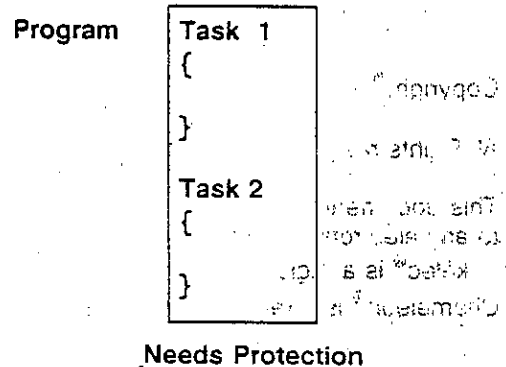 Program
Task 1
{
}
Task 2
{
}
Needs Protection